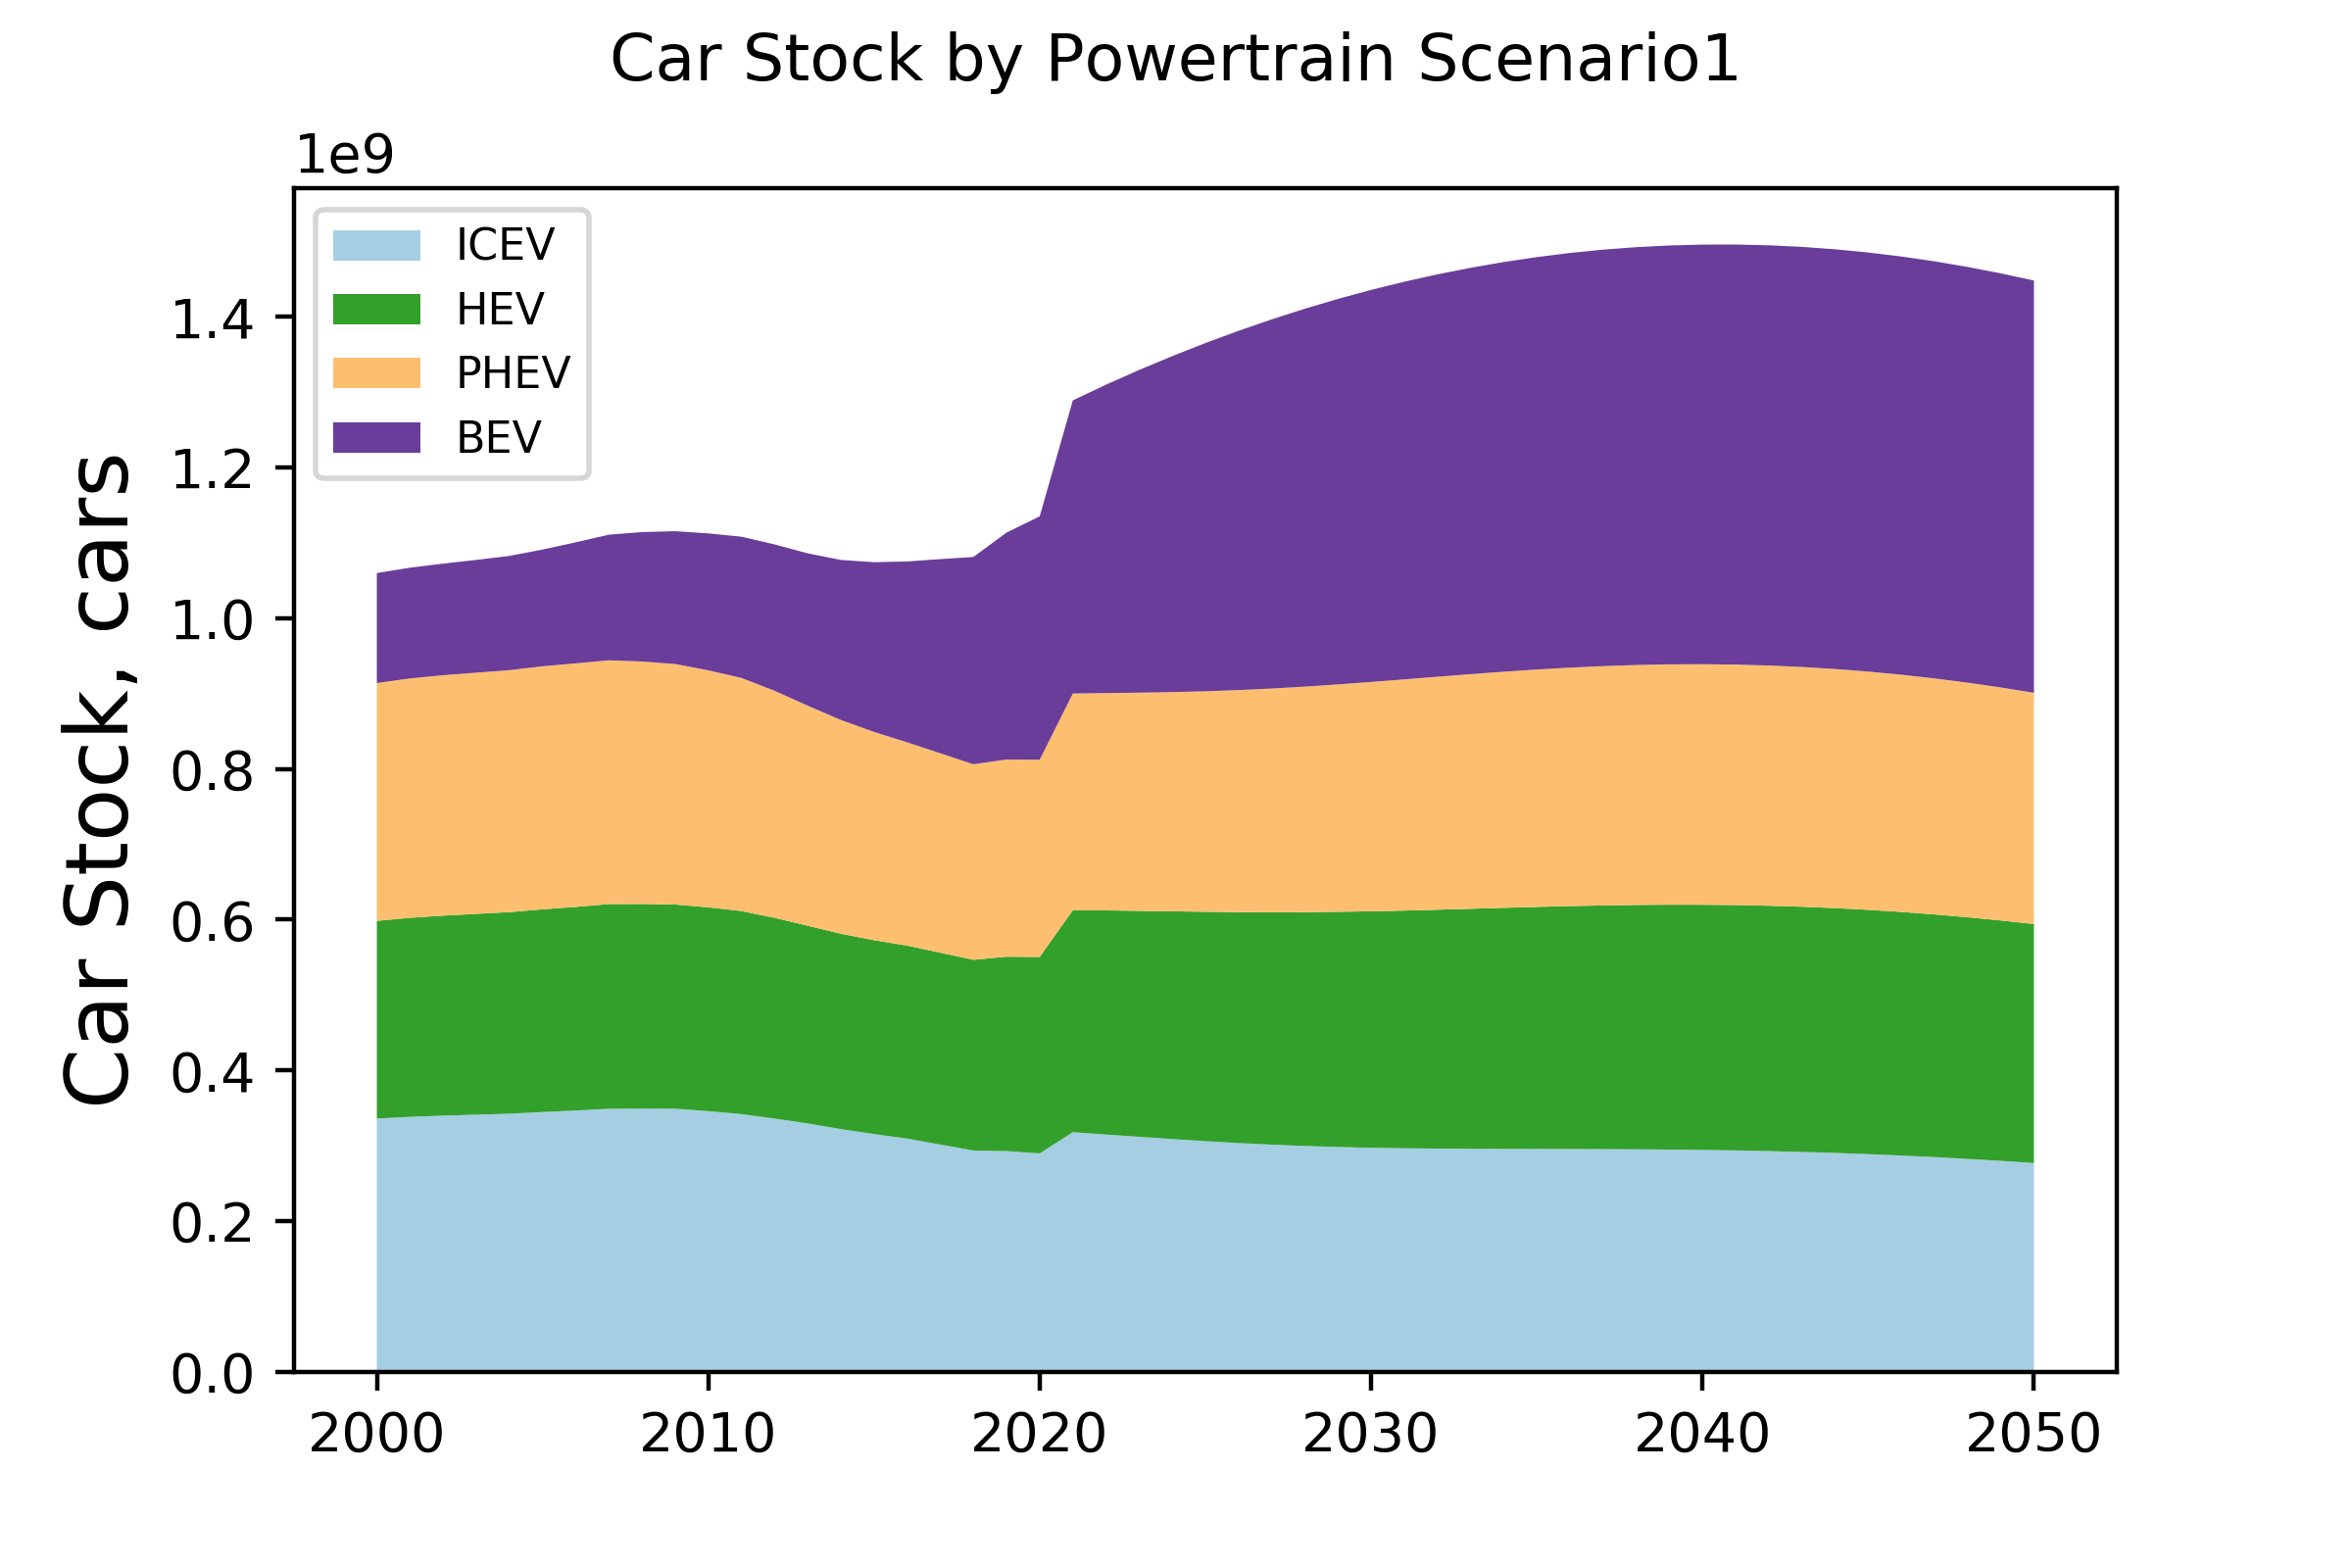 Car Stock by Powertrain Scenario1
1e9
ICEV
HEV
PHEV
BEV
Car Stock, cars
1.4
1.2
1.0
0.8
0.6
0.4
0.2
0.0
2000 2010 2020 2030 2040 2050